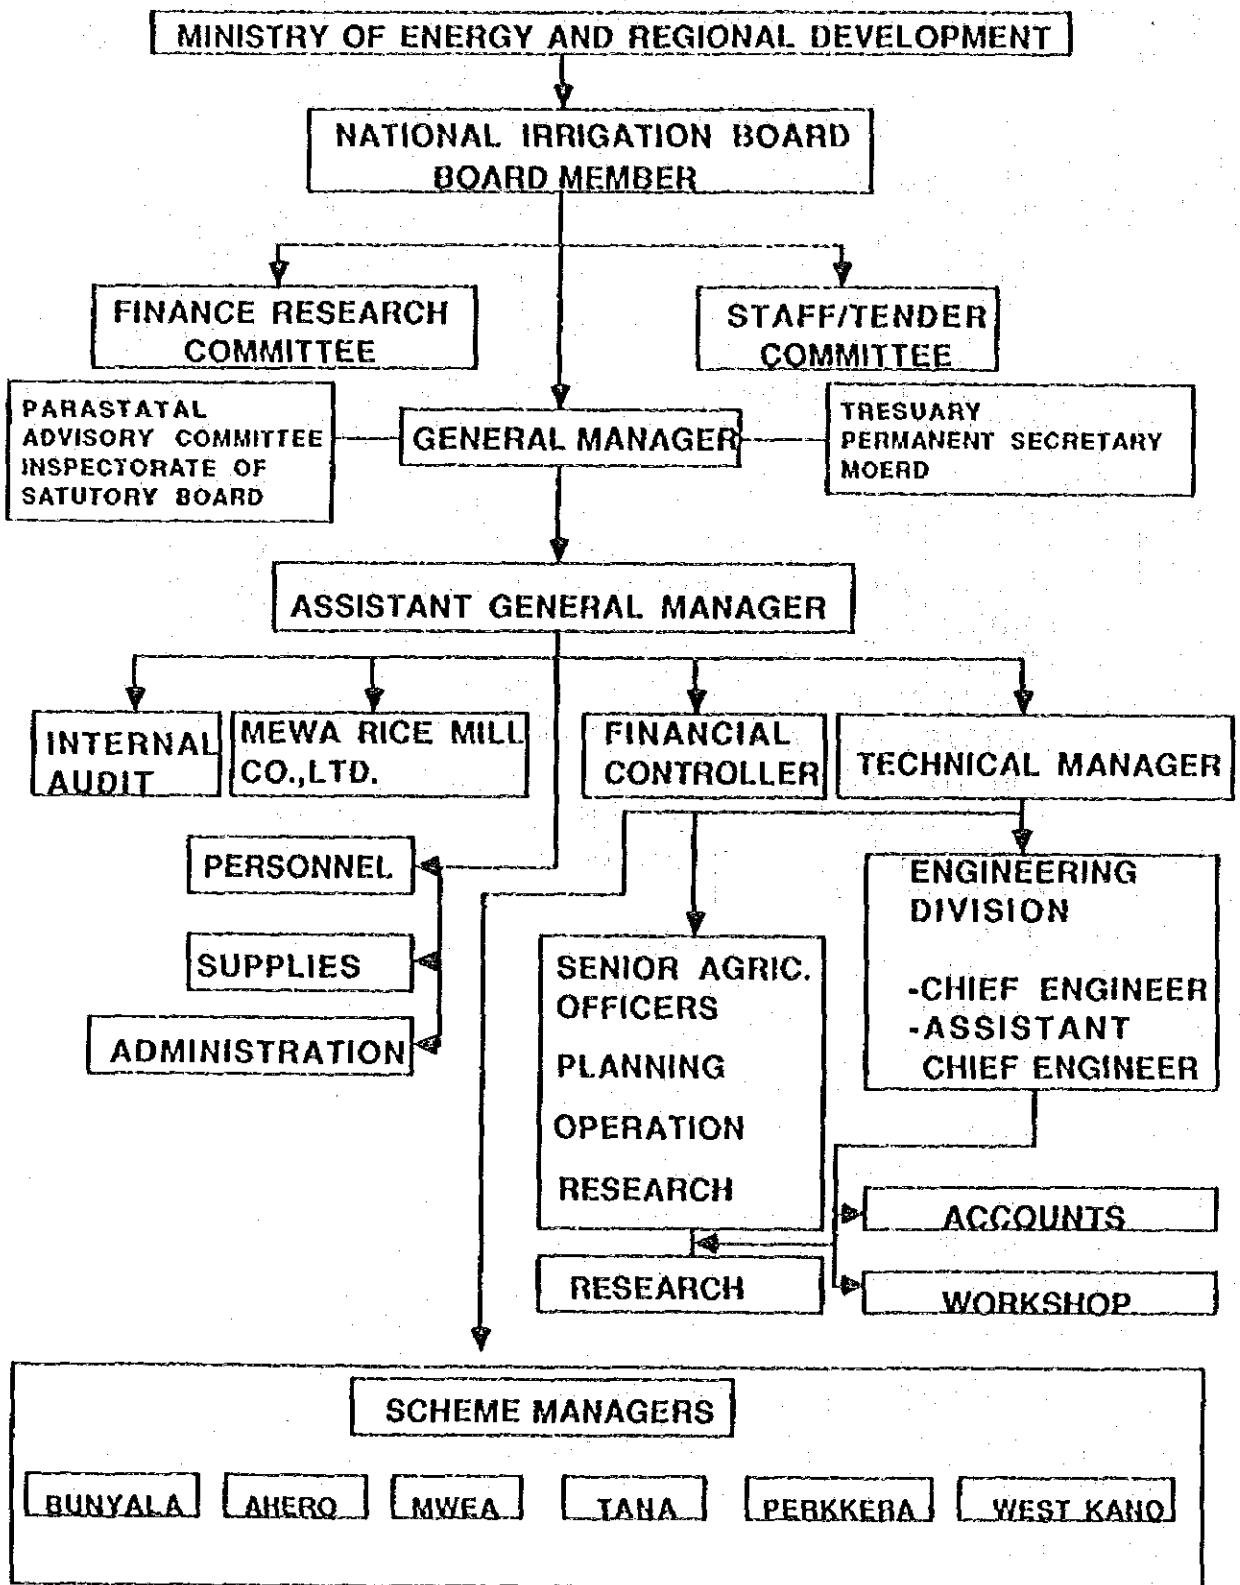 MINISTRY OF ENERGY AND REGIONAL DEVELOPMENT
NATIONAL IRRIGATION BOARD
BOARD MEMBER
FINANCE RESEARCH
COMMITTEE
STAFF/TENDER
COMMITTEE
PARASTATAL
ADVISORY COMMITTEE
INSPECTORATE OF
SATUTORY BOARD
GENERAL MANAGER
TRESUARY
PERMANENT SECRETARY
MOERD
ASSISTANT GENERAL MANAGER
INTERNAL
AUDIT
MEWA RICE MILL
CO.,LTD.
FINANCIAL
CONTROLLER
TECHNICAL MANAGER
PERSONNEL
SUPPLIES
ADMINISTRATION
SENIOR AGRIC.
OFFICERS
PLANNING
OPERATION
RESEARCH
ENGINEERING
DIVISION
-CHIEF ENGINEER
-ASSISTANT
CHIEF ENGINEER
RESEARCH
ACCOUNTS
WORKSHOP
SCHEME MANAGERS
BUNYALA
AHERO
MWEA
TANA
PERKKERA
WEST KANO